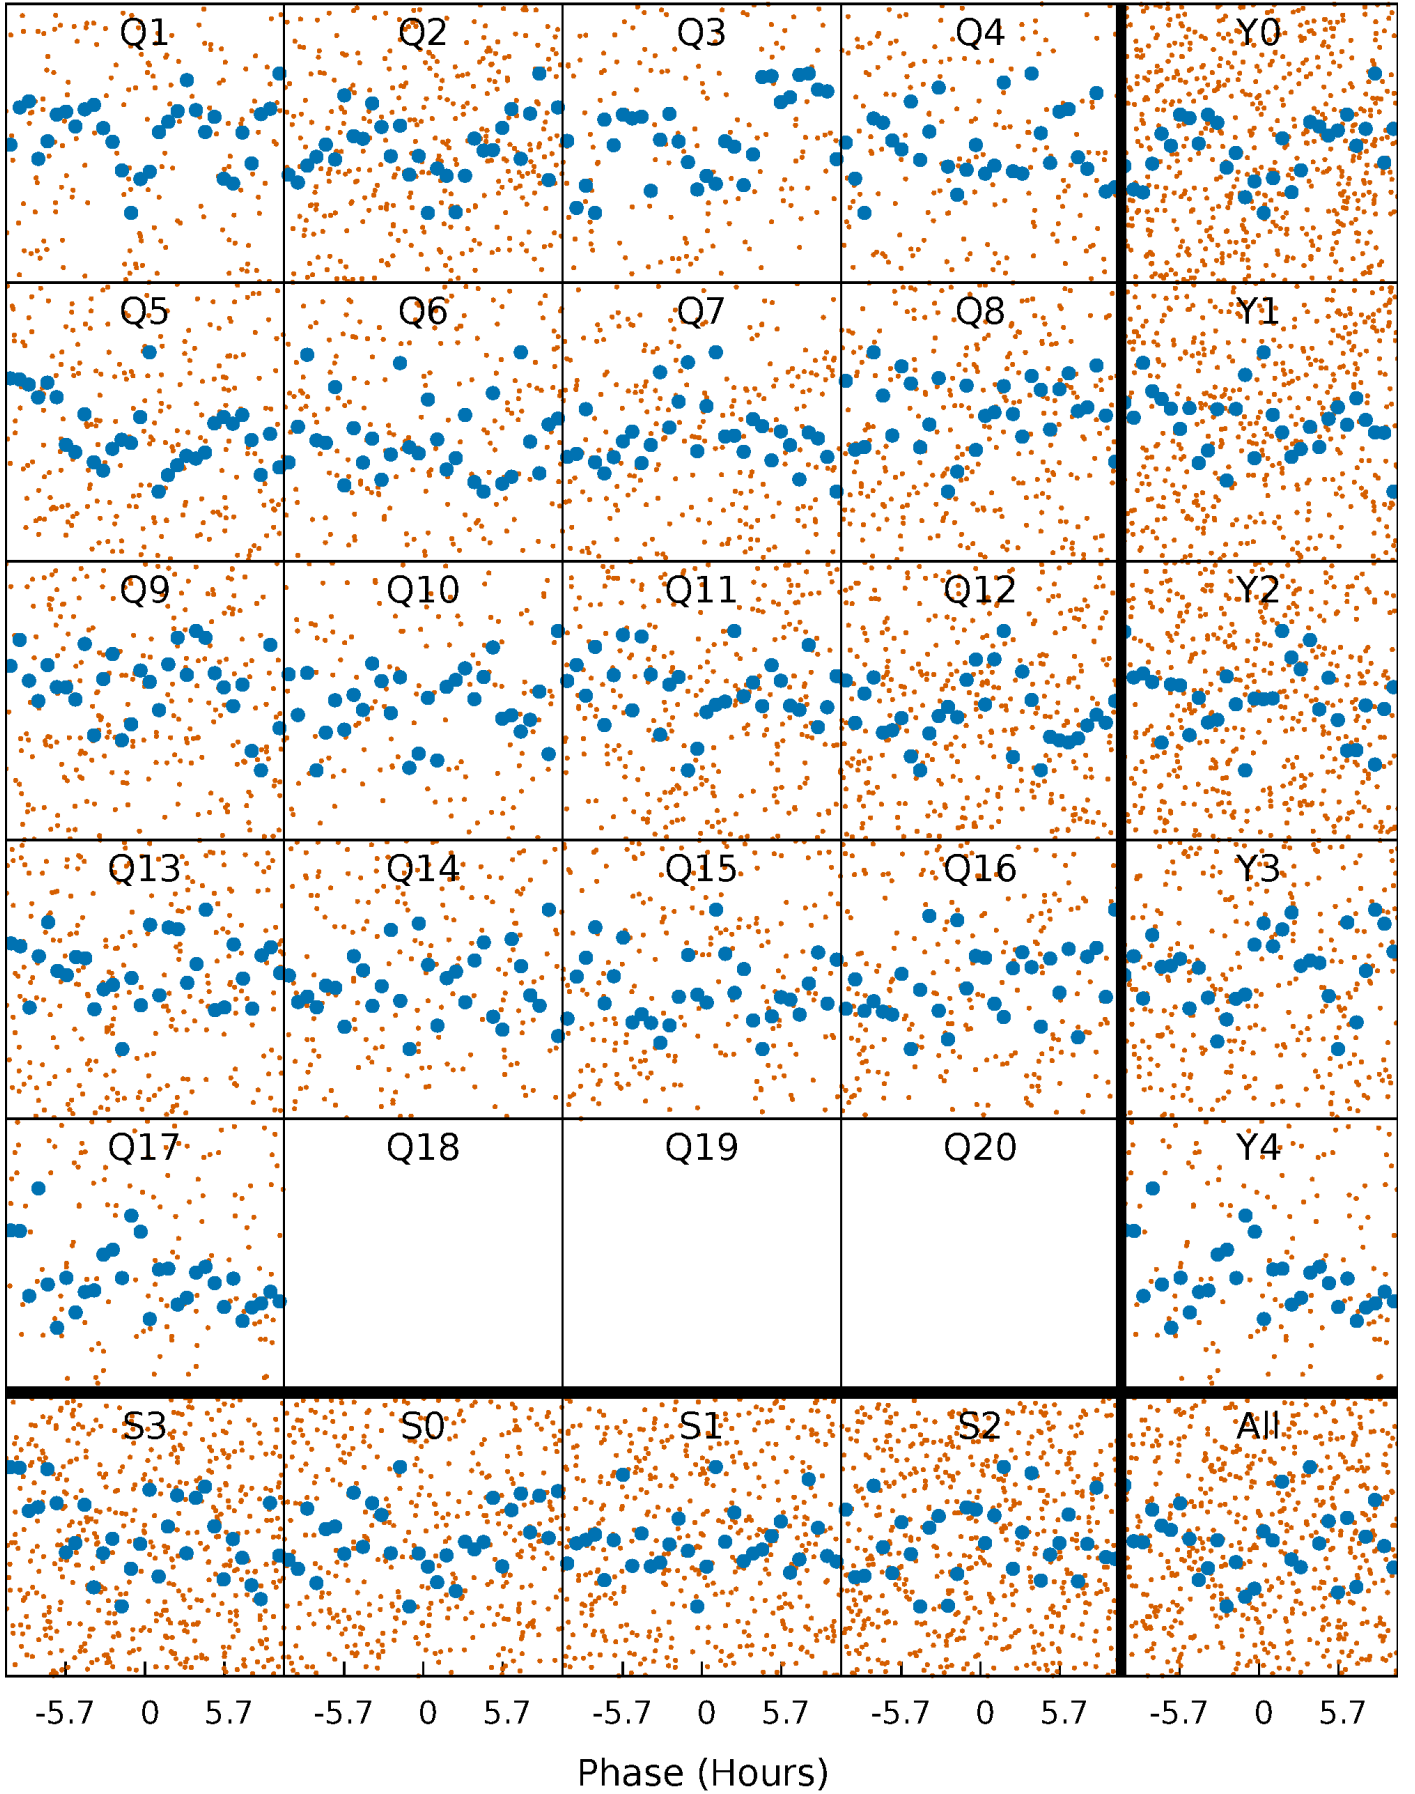 Q1 Q2 Q3 Q4 Y0
Q5 Q6 Q7 Q8 Y1
Q9 Q10 Q11 Q12 Y2
Q13 Q14 Q15 Q16 Y3
Q17 Q18 Q19 Q20 Y4
S3 S0 S1 S2 All
-5.7 0 5.7 -5.7 0 5.7 -5.7 0 5.7 -5.7 0 5.7 -5.7 0 5.7
Phase (Hours)